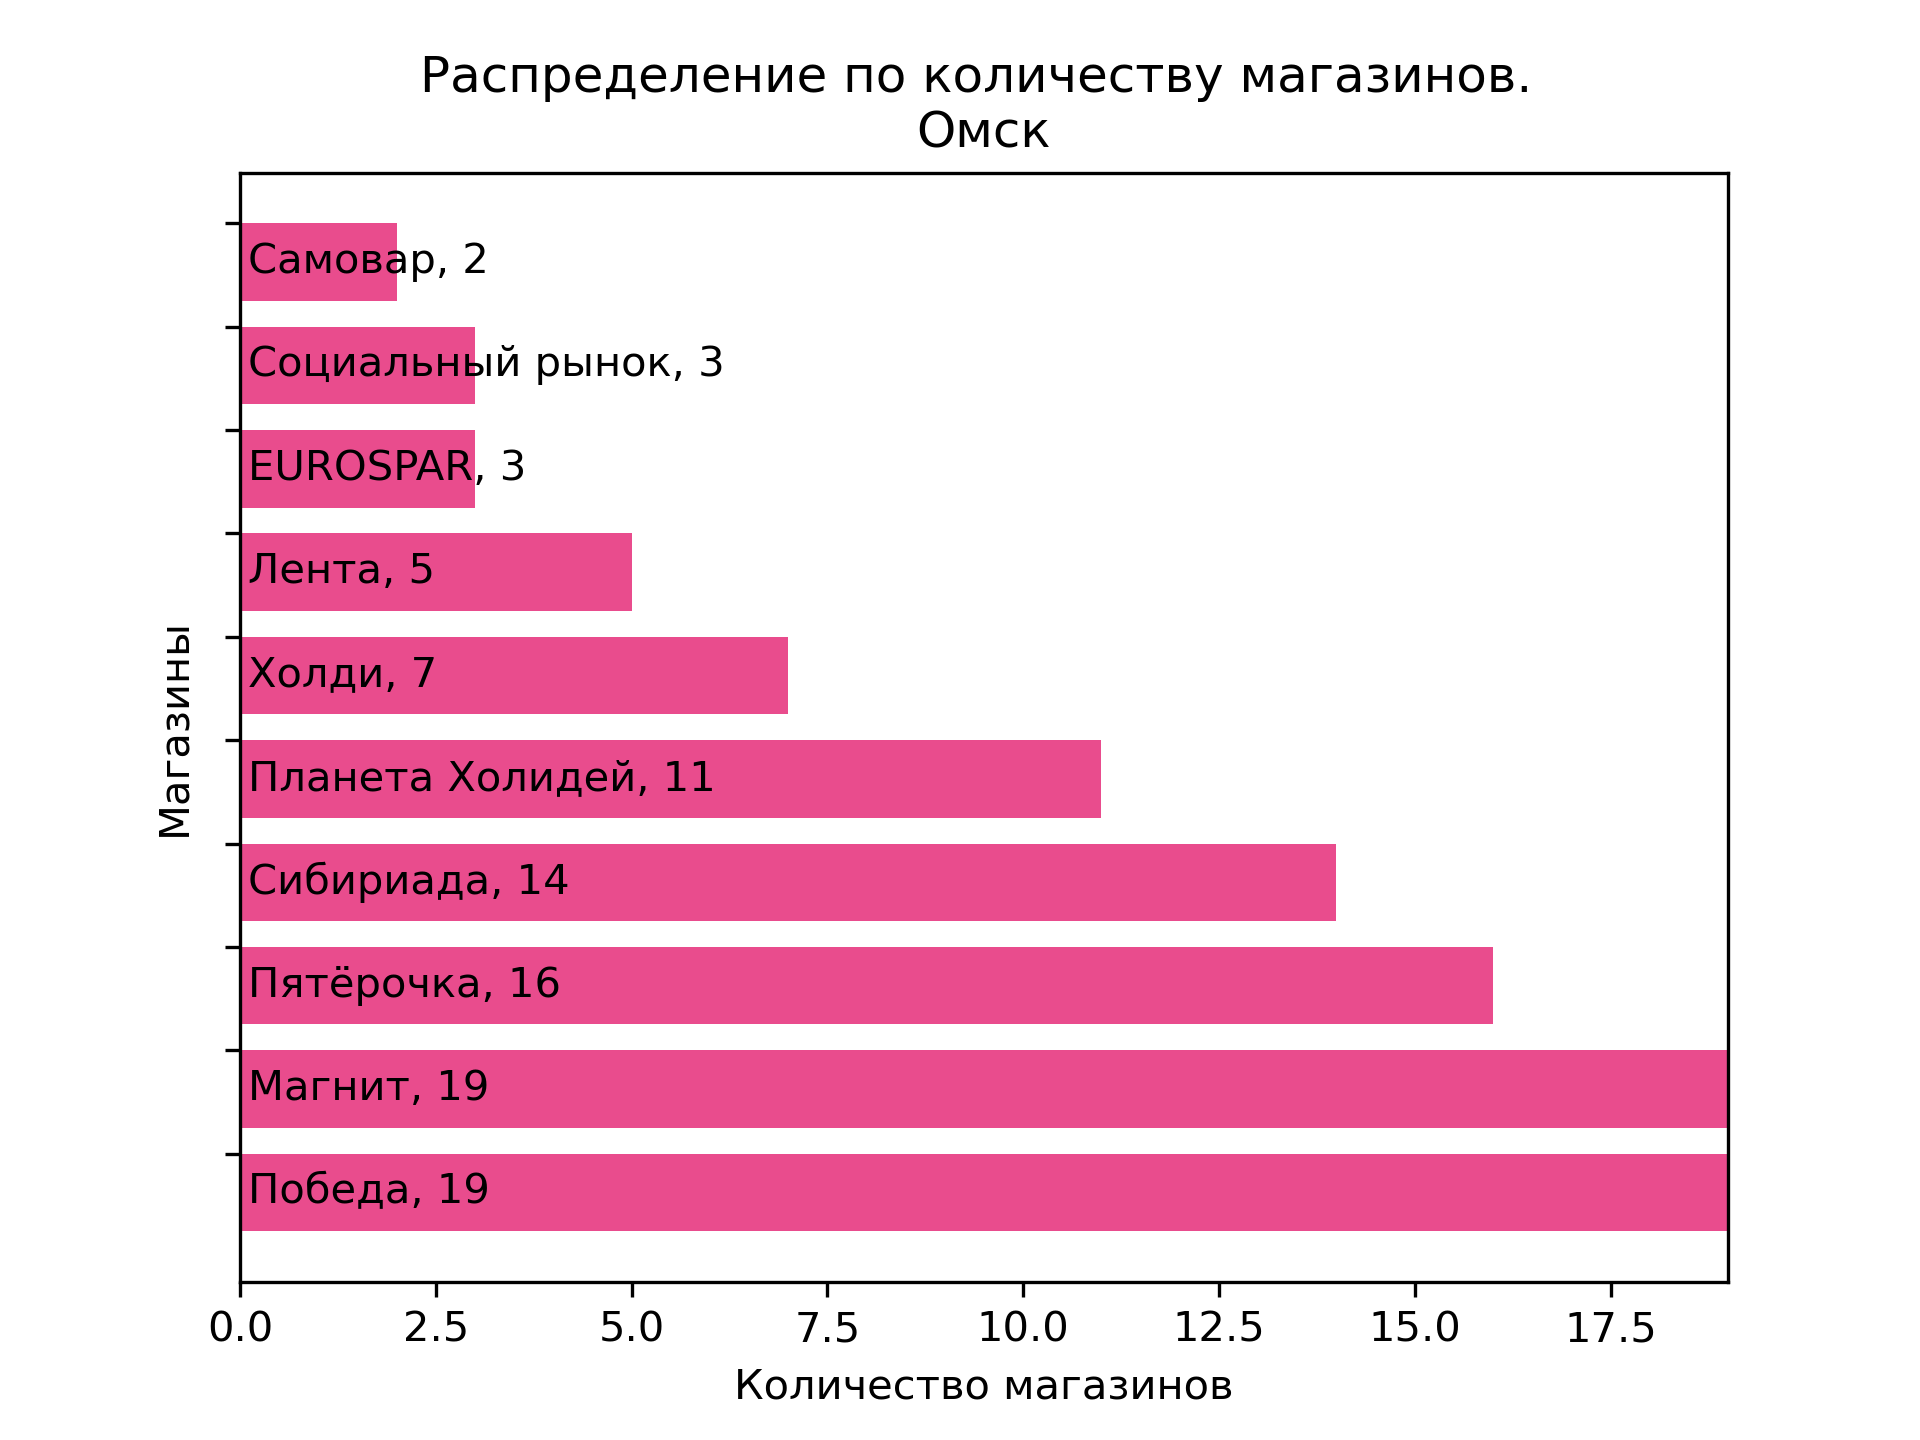 Распределение по количеству магазинов.
Омск
Самовар, 2
Социальный рынок, 3
EUROSPAR, 3
Лента, 5
Холди, 7
Планета Холидей, 11
Сибириада, 14
Пятёрочка, 16
Магнит, 19
Победа, 19
Магазины
0.0 2.5 5.0 7.5 10.0 12.5 15.0 17.5
Количество магазинов